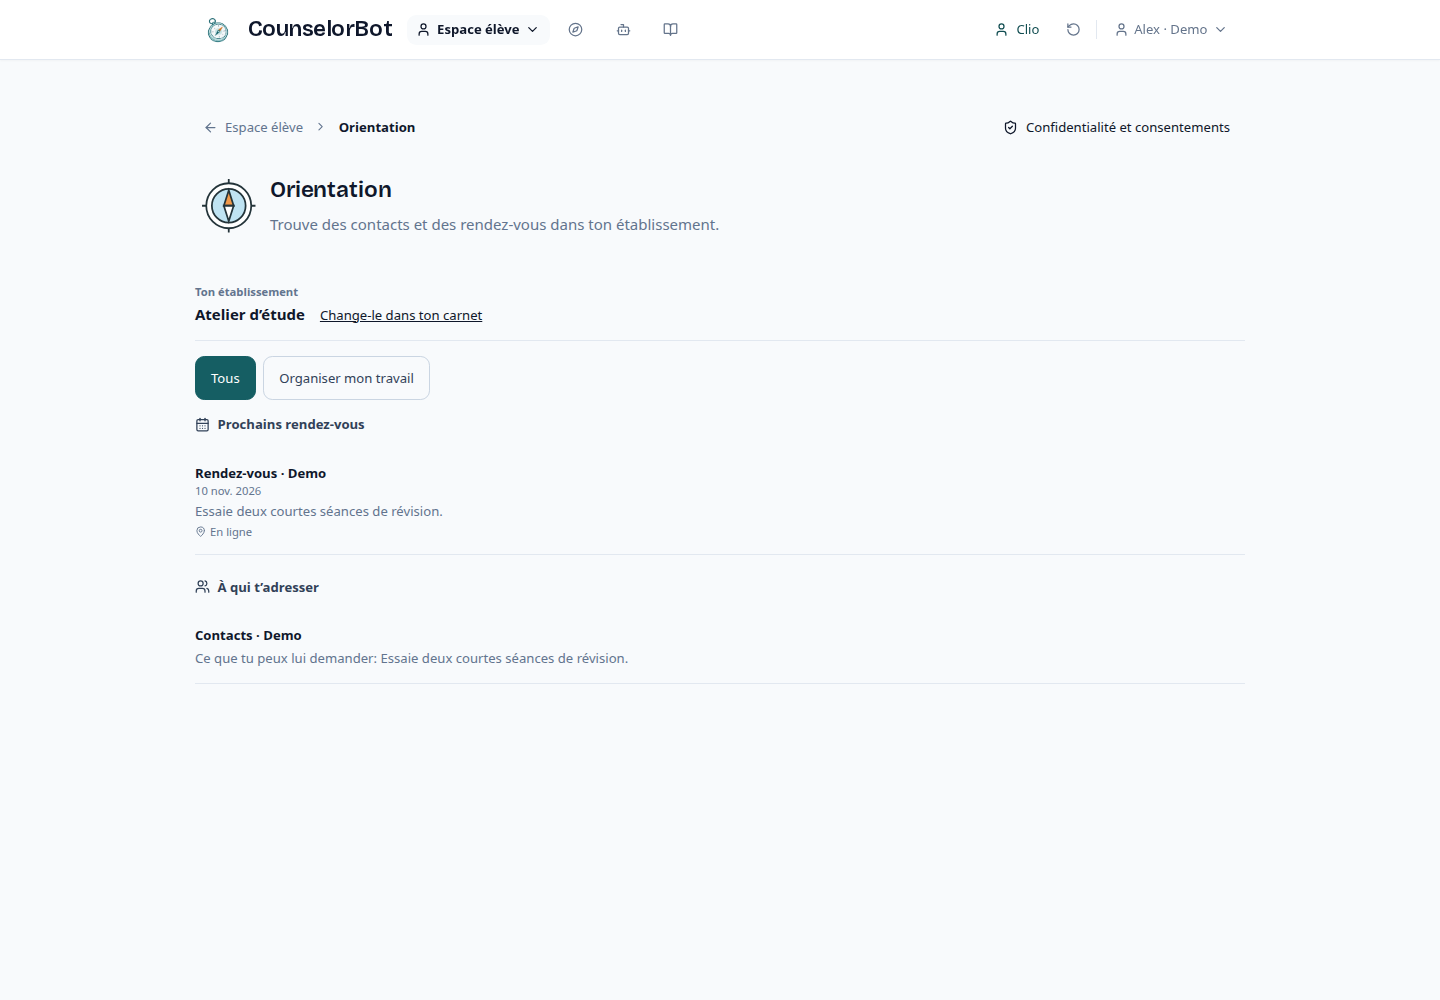 CounselorBot
Espace élève
Clio
Alex · Demo
Espace élève
Orientation
Confidentialité et consentements
Orientation
Trouve des contacts et des rendez-vous dans ton établissement.
Ton établissement
Atelier d’étude
Change-le dans ton carnet
Tous
Organiser mon travail
Prochains rendez-vous
Rendez-vous · Demo
10 nov. 2026
Essaie deux courtes séances de révision.
En ligne
À qui t’adresser
Contacts · Demo
Ce que tu peux lui demander: Essaie deux courtes séances de révision.